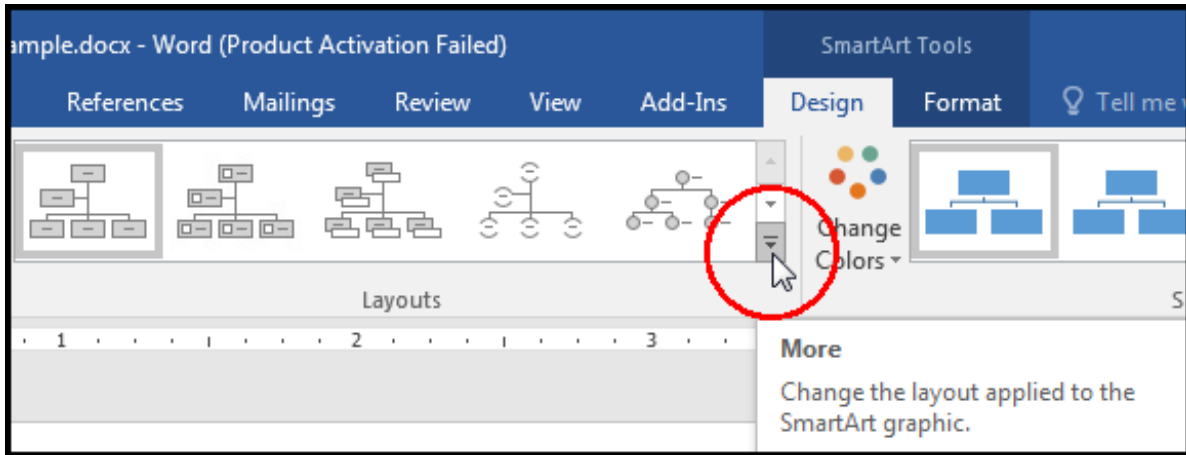 ample.docx - Word (Product Activation Failed)
SmartArt Tools
References Mailings Review View Add-Ins Design Format Tell me
Change
Colors
Layouts
1 2 3
More
Change the layout applied to the
SmartArt graphic.